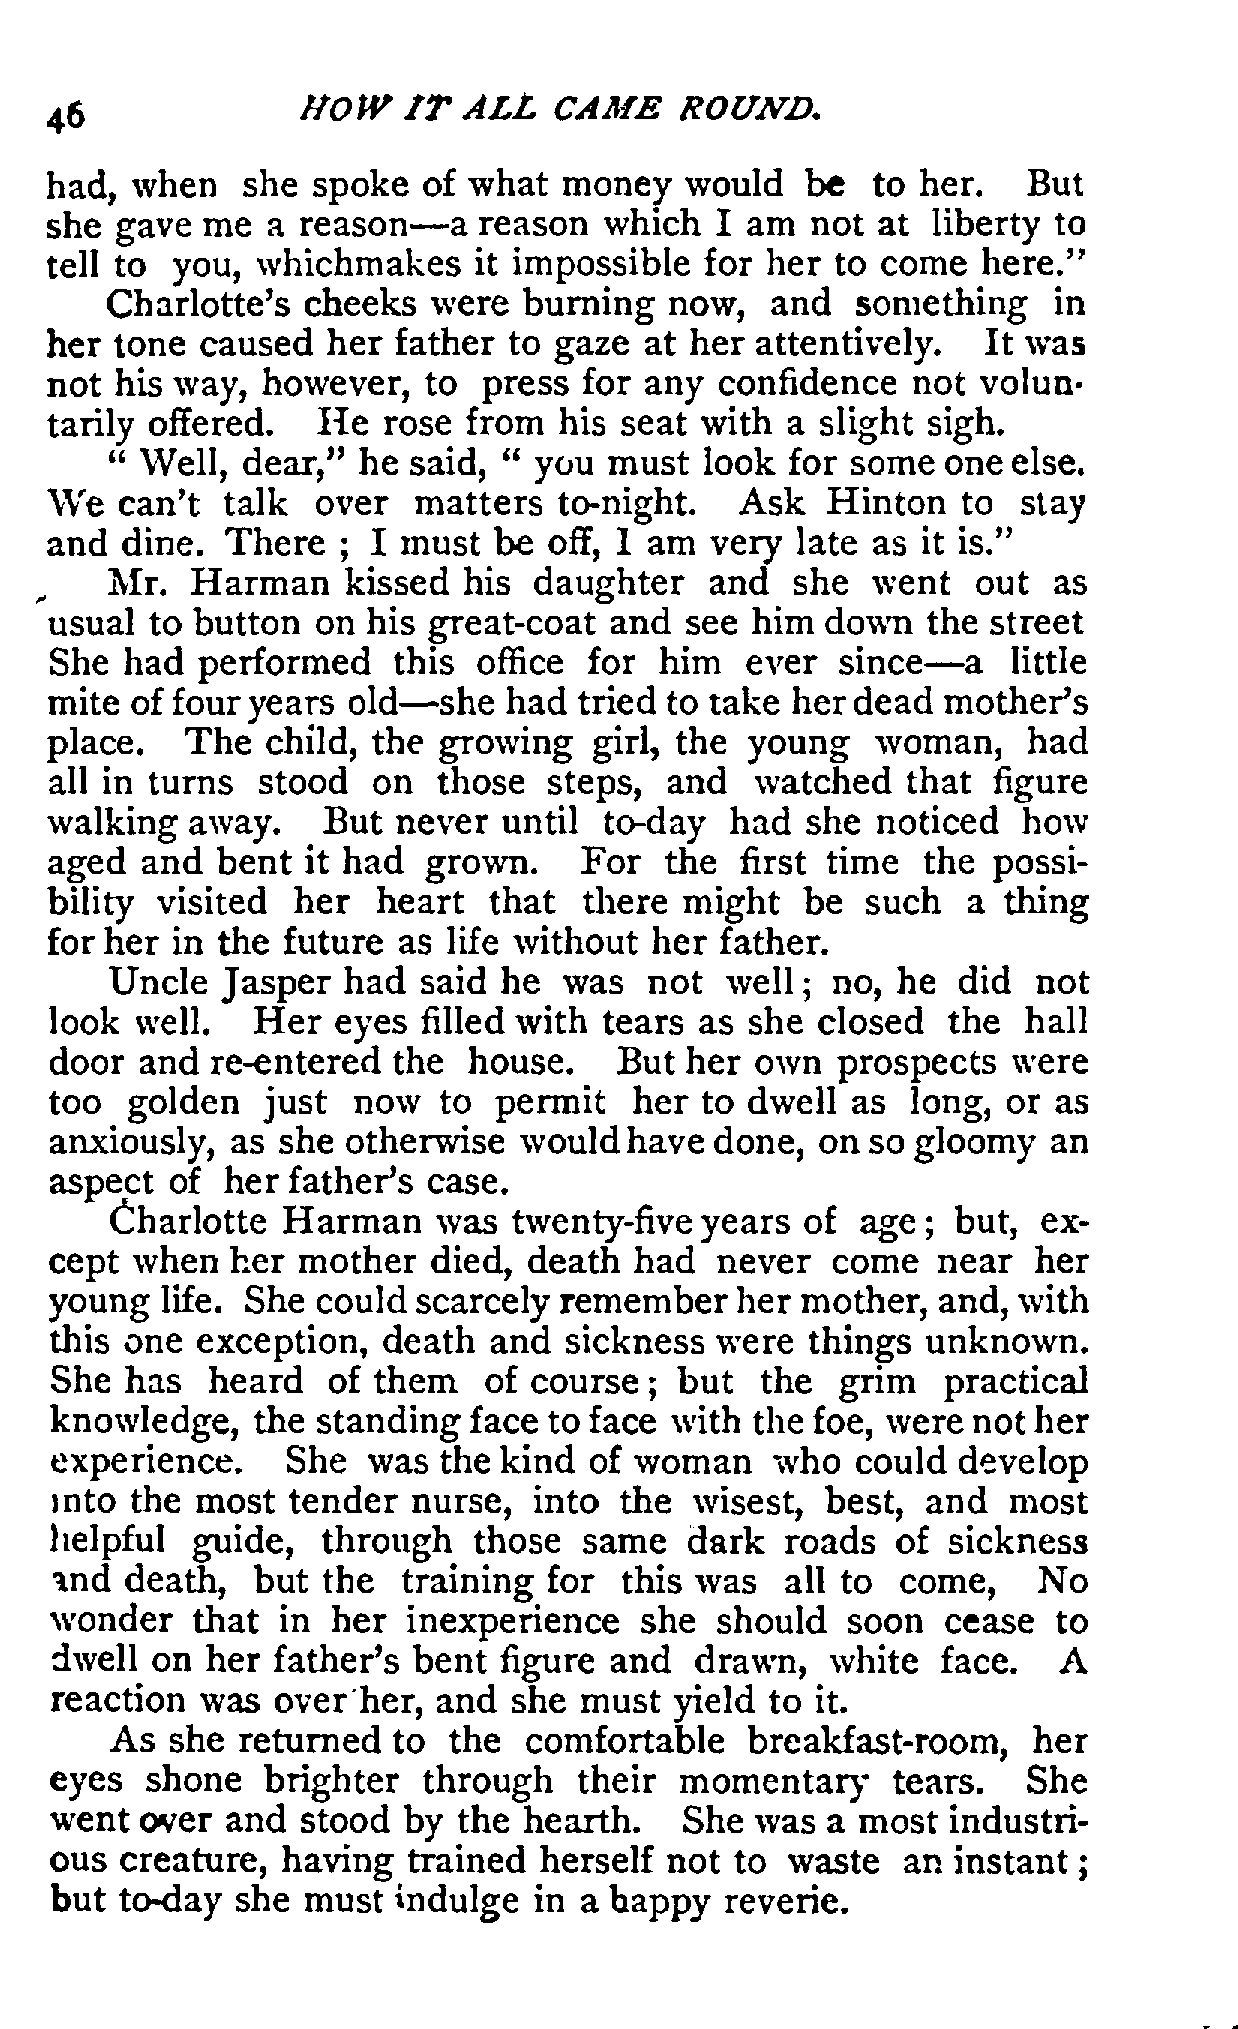 46 HOW IT ALL CAME ROUND.
had, when she spoke of what money would be to her. But
she gave me a reason—a reason which I am not at liberty to
tell to you, whichmakes it impossible for her to come here."
Charlotte's cheeks were burning now, and something in
her tone caused her father to gaze at her attentively. It was
not his way, however, to press for any confidence not volun-
tarily offered. He rose from his seat with a slight sigh.
" Well, dear," he said, " you must look for some one else.
We can't talk over matters to-night. Ask Hinton to stay
and dine. There ; I must be off, I am very late as it is."
Mr. Harman kissed his daughter and she went out as
usual to button on his great-coat and see him down the street
She had performed this office for him ever since—a little
mite of four years old—she had tried to take her dead mother's
place. The child, the growing girl, the young woman, had
all in turns stood on those steps, and watched that figure
walking away. But never until to-day had she noticed how
aged and bent it had grown. For the first time the possi-
bility visited her heart that there might be such a thing
for her in the future as life without her father.
Uncle Jasper had said he was not well ; no, he did not
look well. Her eyes filled with tears as she closed the hall
door and re-entered the house. But her own prospects were
too golden just now to permit her to dwell as long, or as
anxiously, as she otherwise would have done, on so gloomy an
aspect of her father's case.
Charlotte Harman was twenty-five years of age ; but, ex-
cept when her mother died, death had never come near her
young life. She could scarcely remember her mother, and, with
this one exception, death and sickness were things unknown.
She has heard of them of course ; but the grim practical
knowledge, the standing face to face with the foe, were not her
experience. She was the kind of woman who could develop
into the most tender nurse, into the wisest, best, and most
helpful guide, through those same dark roads of sickness
and death, but the training for this was all to come, No
wonder that in her inexperience she should soon cease to
dwell on her father's bent figure and drawn, white face. A
reaction was over her, and she must yield to it.
As she returned to the comfortable breakfast-room, her
eyes shone brighter through their momentary tears. She
went over and stood by the hearth. She was a most industri-
ous creature, having trained herself not to waste an instant ;
but to-day she must indulge in a happy reverie.